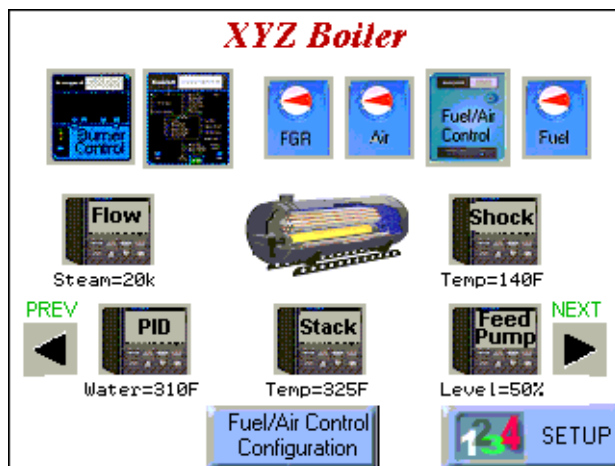 XYZ Boiler
Burner
Control
FGR
Air
Fuel/Air
Control
Fuel
Flow
Shock
Steam=20k
Temp=140F
PREV
NEXT
PID
Stack
Feed
Pump
Water=310F
Temp=325F
Level=50%
Fuel/Air Control
Configuration
1234
SETUP